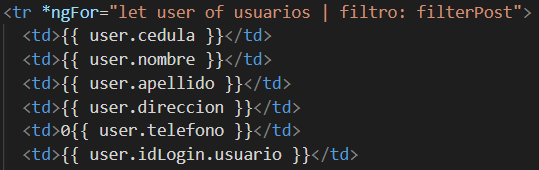 <tr *ngFor="let user of usuarios | filtro: filterPost">
<td>{{ user.cedula }}</td>
<td>{{ user.nombre }}</td>
<td>{{ user.apellido }}</td>
<td>{{ user.direccion }}</td>
<td>0{{ user.telefono }}</td>
<td>{{ user.idLogin.usuario }}</td>